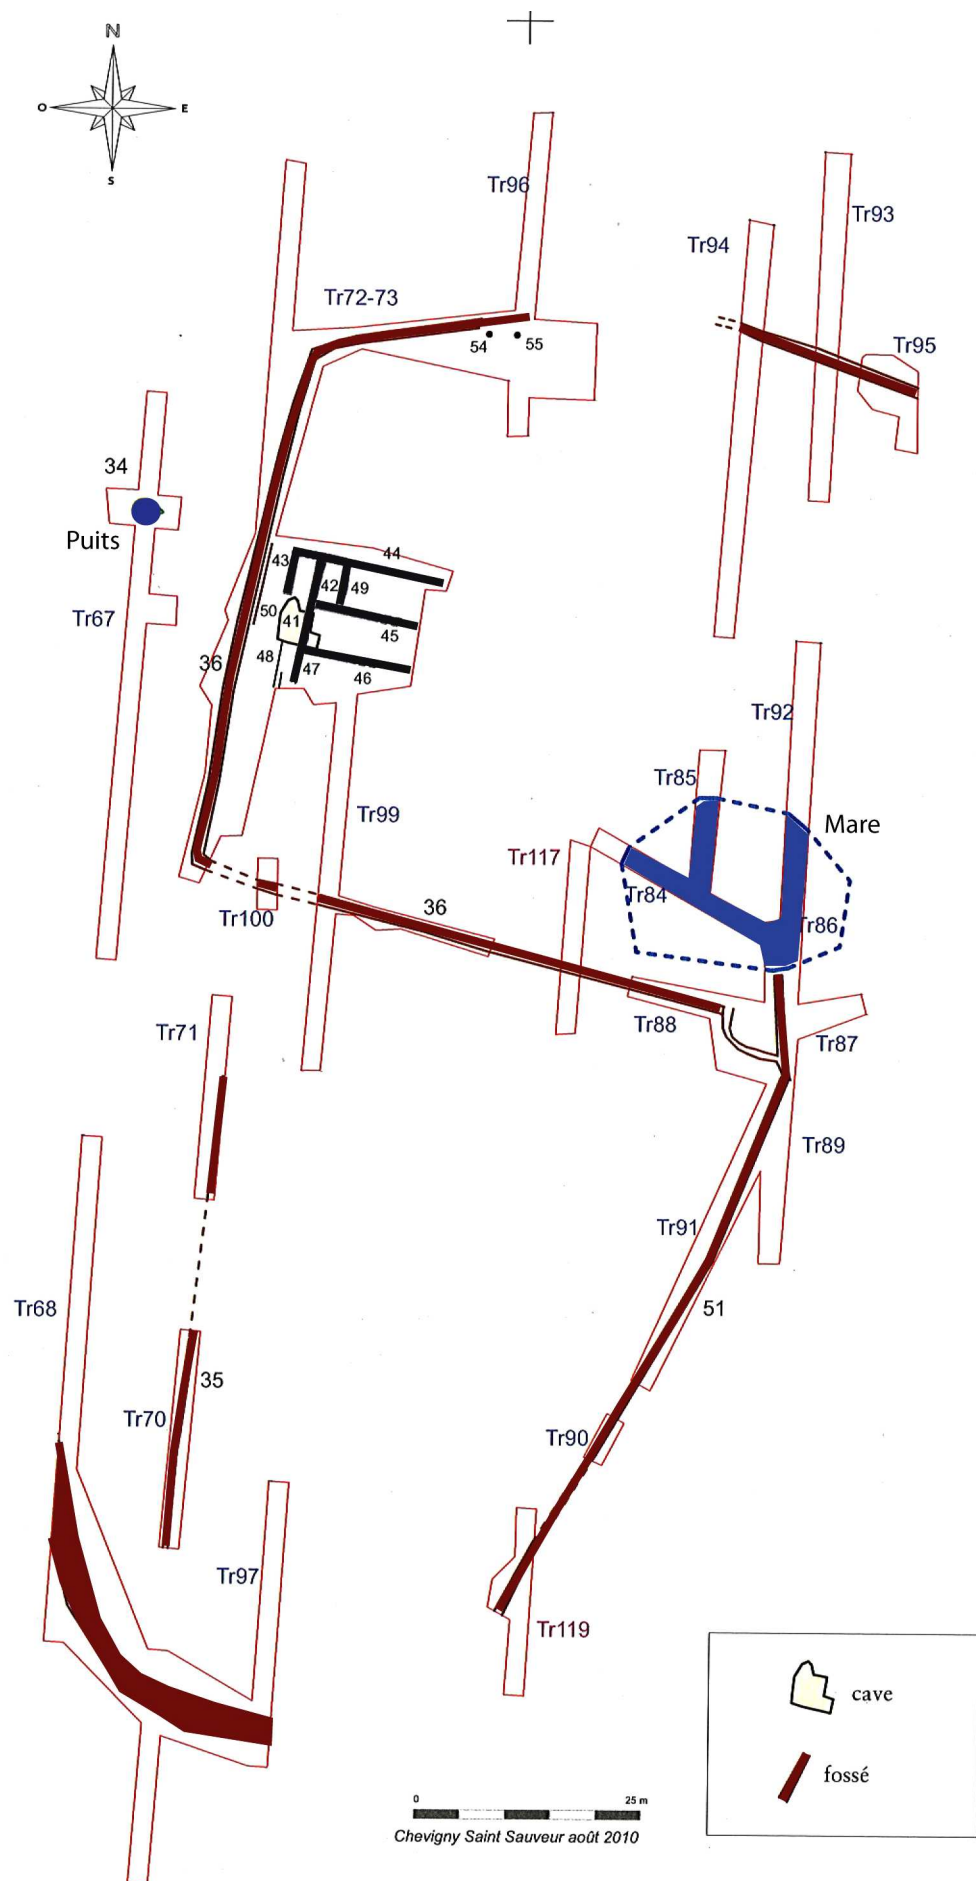 N
O
E
S
Tr96
Tr93
Tr94
Tr72-73
54
55
Tr95
34
Puits
43
44
42
49
Tr67
50
41
45
36
48
47
46
Tr92
Tr85
Mare
Tr99
Tr117
Tr84
36
Tr86
Tr100
Tr71
Tr88
Tr87
Tr89
Tr91
Tr68
51
35
Tr70
Tr90
Tr97
Tr119
cave
fossé
0
25 m
Chevigny Saint Sauveur août 2010